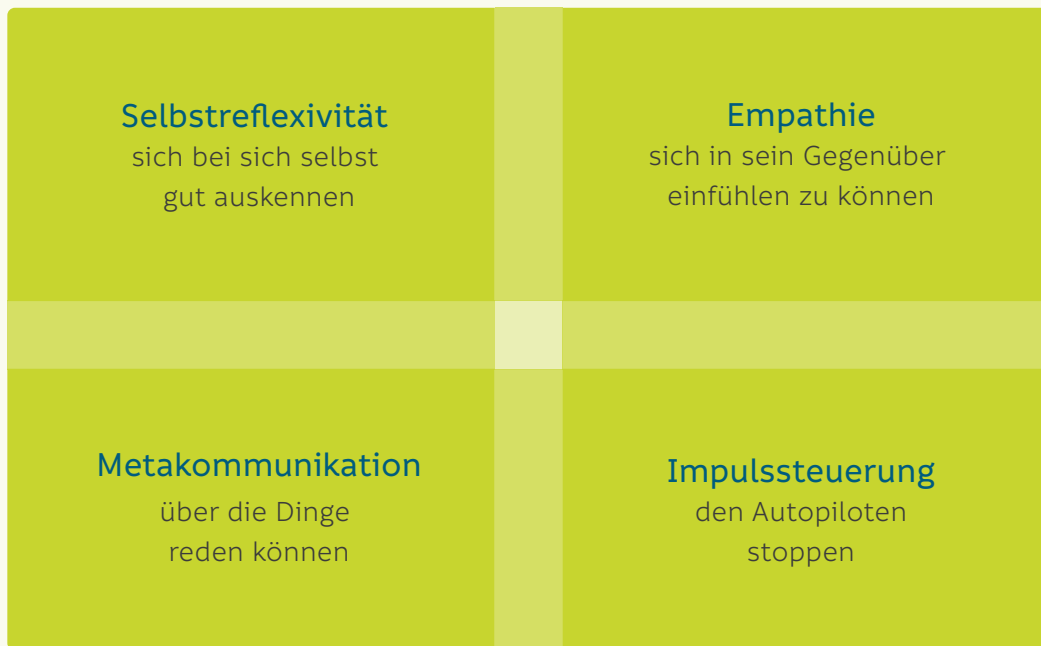 Selbstreflexivität
sich bei sich selbst
gut auskennen
Empathie
sich in sein Gegenüber
einfühlen zu können
Metakommunikation
über die Dinge
reden können
Impulssteuerung
den Autopiloten
stoppen